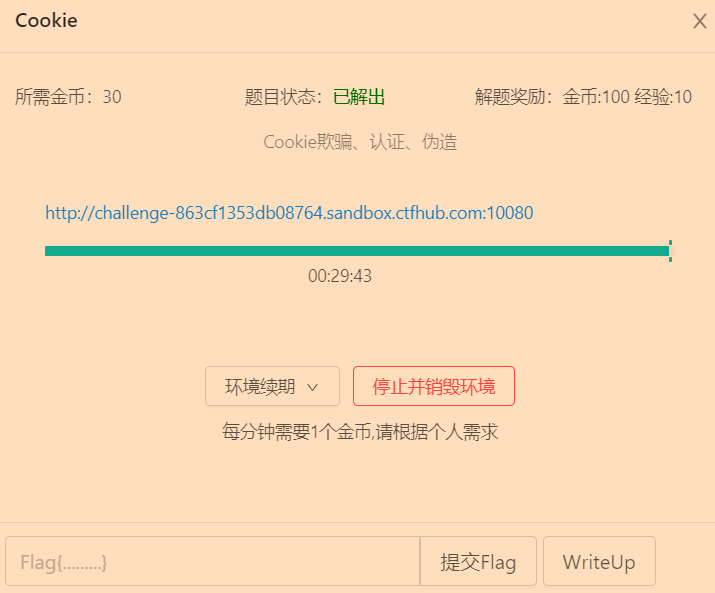 Cookie
X
所需金币：30 题目状态：已解出 解题奖励：金币:100 经验:10
Cookie欺骗、认证、伪造
http://challenge-863cf1353db08764.sandbox.ctfhub.com:10080
00:29:43
环境续期 停止并销毁环境
每分钟需要1个金币,请根据个人需求
Flag{.........} 提交Flag WriteUp